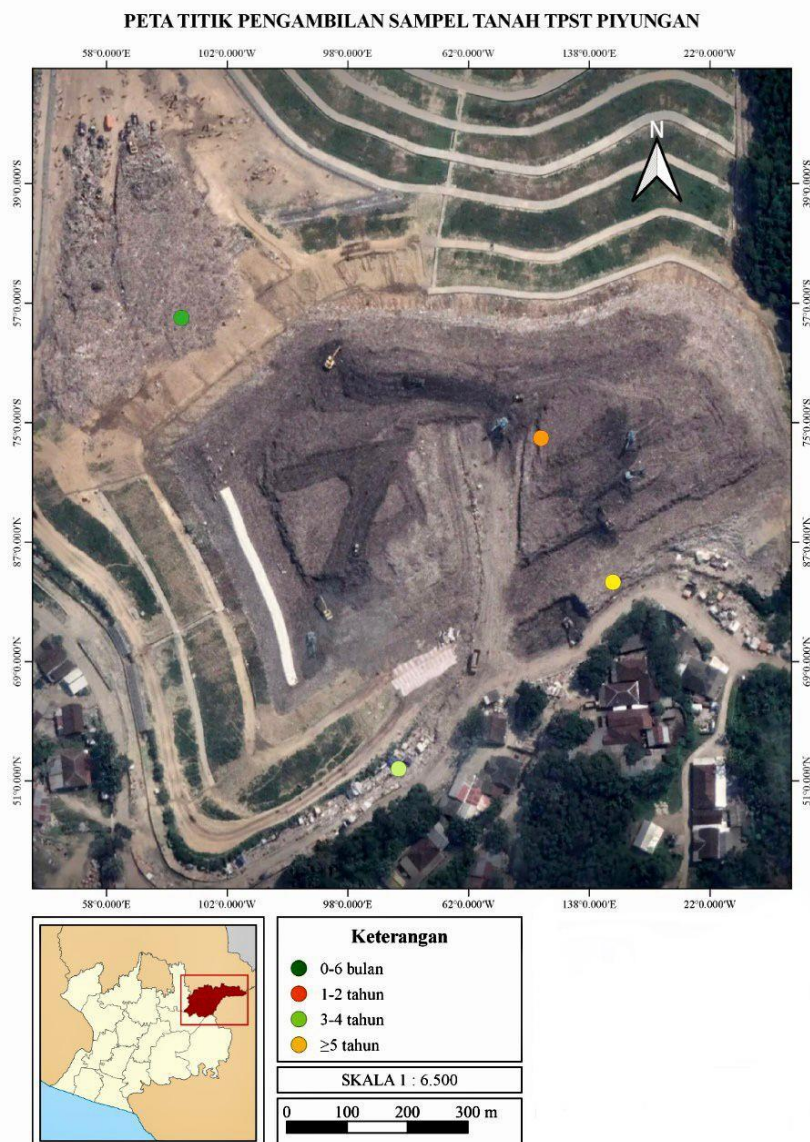 PETA TITIK PENGAMBILAN SAMPEL TANAH TPST PIYUNGAN
58°0.000'E 102°0.000'E 98°0.000'E 62°0.000'E 138°0.000'E 22°0.000'E
N
39°0.000'S 39°0.000'S
57°0.000'S 57°0.000'S
75°0.000'S 75°0.000'S
87°0.000'N 87°0.000'N
69°0.000'N 69°0.000'N
51°0.000'N 51°0.000'N
58°0.000'E 102°0.000'E 98°0.000'E 62°0.000'E 138°0.000'E 22°0.000'E
Keterangan
0-6 bulan
1-2 tahun
3-4 tahun
≥5 tahun
SKALA 1 : 6.500
0 100 200 300 m